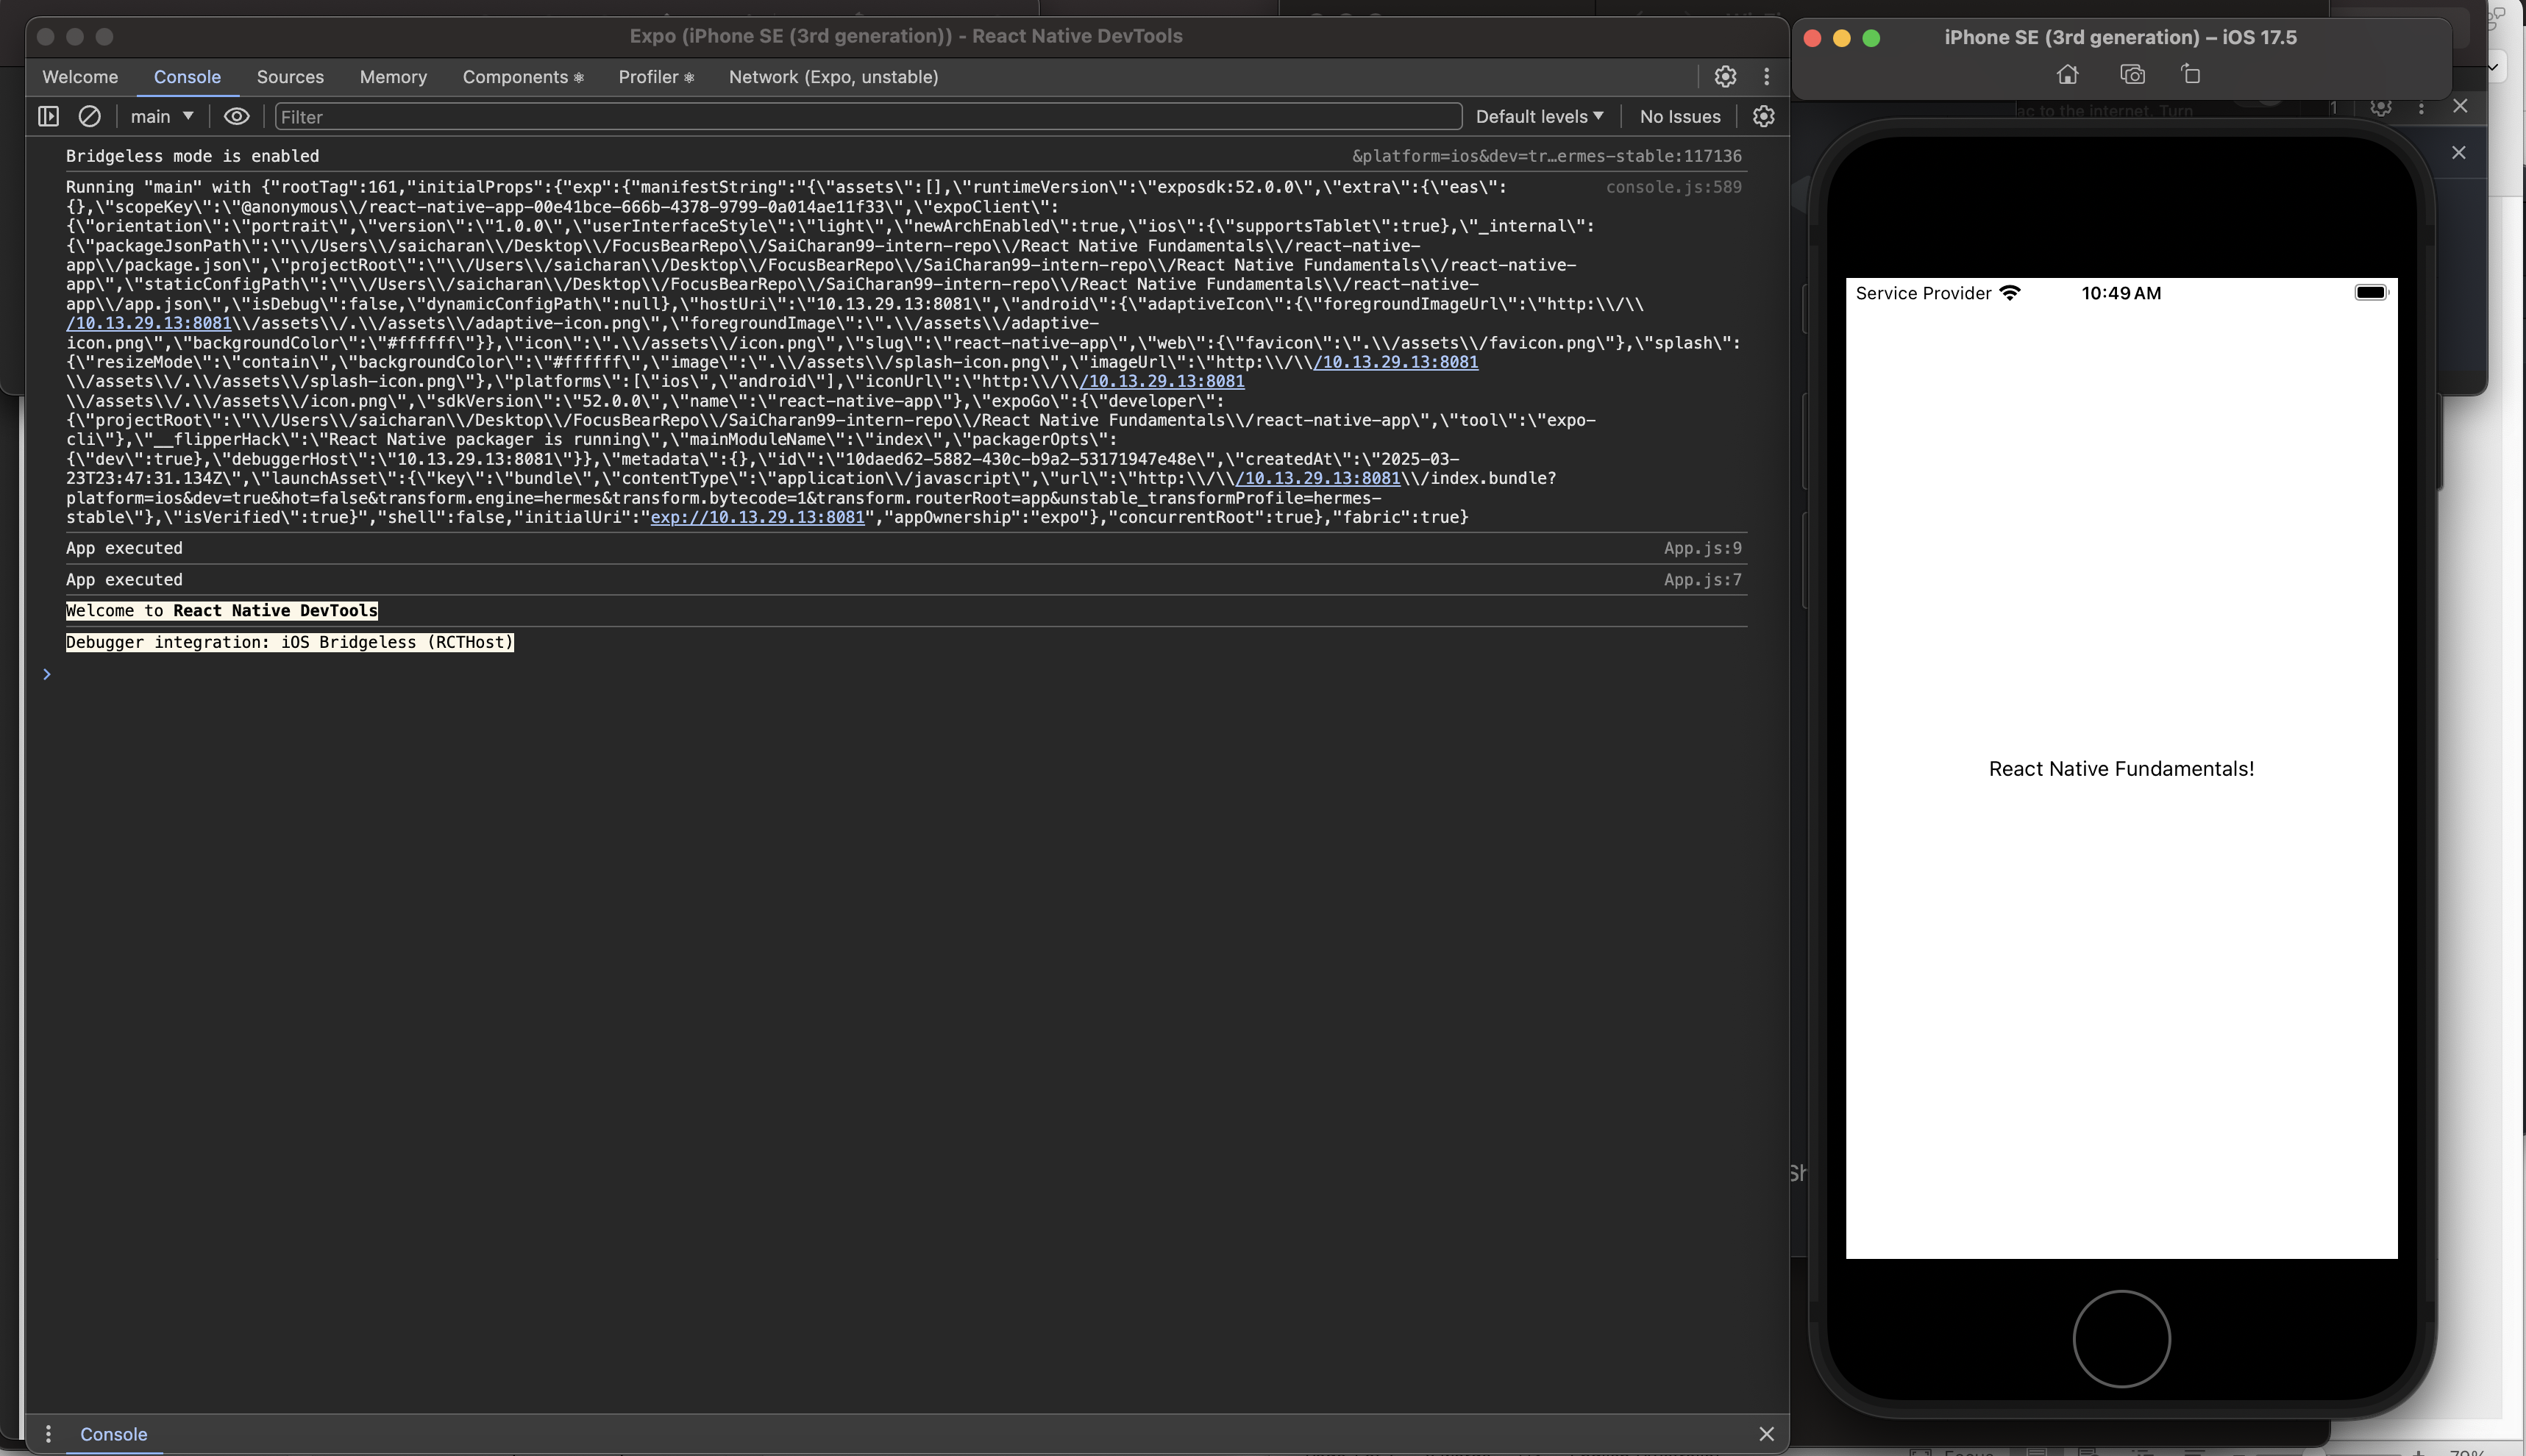 Expo (iPhone SE (3rd generation)) - React Native DevTools
Welcome Console Sources Memory Components Profiler Network (Expo, unstable)
main Filter Default levels No Issues
Bridgeless mode is enabled &platform=ios&dev=tr…ermes-stable:117136
Running "main" with {"rootTag":161,"initialProps":{"exp":{"manifestString":"{\"assets\":[],\"runtimeVersion\":\"exposdk:52.0.0\",\"extra\":{\"eas\": console.js:589
{},\"scopeKey\":\"@anonymous\\/react-native-app-00e41bce-666b-4378-9799-0a014ae11f33\",\"expoClient\":
{\"orientation\":\"portrait\",\"version\":\"1.0.0\",\"userInterfaceStyle\":\"light\",\"newArchEnabled\":true,\"ios\":{\"supportsTablet\":true},\"_internal\":
{\"packageJsonPath\":\"\\/Users\\/saicharan\\/Desktop\\/FocusBearRepo\\/SaiCharan99-intern-repo\\/React Native Fundamentals\\/react-native-
app\\/package.json\",\"projectRoot\":\"\\/Users\\/saicharan\\/Desktop\\/FocusBearRepo\\/SaiCharan99-intern-repo\\/React Native Fundamentals\\/react-native-
app\",\"staticConfigPath\":\"\\/Users\\/saicharan\\/Desktop\\/FocusBearRepo\\/SaiCharan99-intern-repo\\/React Native Fundamentals\\/react-native-
app\\/app.json\",\"isDebug\":false,\"dynamicConfigPath\":null},\"hostUri\":\"10.13.29.13:8081\",\"android\":{\"adaptiveIcon\":{\"foregroundImageUrl\":\"http:\\/\\
/10.13.29.13:8081\\/assets\\/.\\/assets\\/adaptive-icon.png\",\"foregroundImage\":\".\\/assets\\/adaptive-
icon.png\",\"backgroundColor\":\"#ffffff\"}},\"icon\":\".\\/assets\\/icon.png\",\"slug\":\"react-native-app\",\"web\":{\"favicon\":\".\\/assets\\/favicon.png\"},\"splash\":
{\"resizeMode\":\"contain\",\"backgroundColor\":\"#ffffff\",\"image\":\".\\/assets\\/splash-icon.png\",\"imageUrl\":\"http:\\/\\/10.13.29.13:8081
\\/assets\\/.\\/assets\\/splash-icon.png\"},\"platforms\":[\"ios\",\"android\"],\"iconUrl\":\"http:\\/\\/10.13.29.13:8081
\\/assets\\/.\\/assets\\/icon.png\",\"sdkVersion\":\"52.0.0\",\"name\":\"react-native-app\"},\"expoGo\":{\"developer\":
{\"projectRoot\":\"\\/Users\\/saicharan\\/Desktop\\/FocusBearRepo\\/SaiCharan99-intern-repo\\/React Native Fundamentals\\/react-native-app\",\"tool\":\"expo-
cli\"},\"__flipperHack\":\"React Native packager is running\",\"mainModuleName\":\"index\",\"packagerOpts\":
{\"dev\":true},\"debuggerHost\":\"10.13.29.13:8081\"}},\"metadata\":{},\"id\":\"10daed62-5882-430c-b9a2-53171947e48e\",\"createdAt\":\"2025-03-
23T23:47:31.134Z\",\"launchAsset\":{\"key\":\"bundle\",\"contentType\":\"application\\/javascript\",\"url\":\"http:\\/\\/10.13.29.13:8081\\/index.bundle?
platform=ios&dev=true&hot=false&transform.engine=hermes&transform.bytecode=1&transform.routerRoot=app&unstable_transformProfile=hermes-
stable\"},\"isVerified\":true}","shell":false,"initialUri":"exp://10.13.29.13:8081","appOwnership":"expo"},"concurrentRoot":true},"fabric":true}
App executed App.js:9
App executed App.js:7
Welcome to React Native DevTools
Debugger integration: iOS Bridgeless (RCTHost)
Console
iPhone SE (3rd generation) – iOS 17.5
ac to the internet. Turn 1
Service Provider 10:49 AM
React Native Fundamentals!